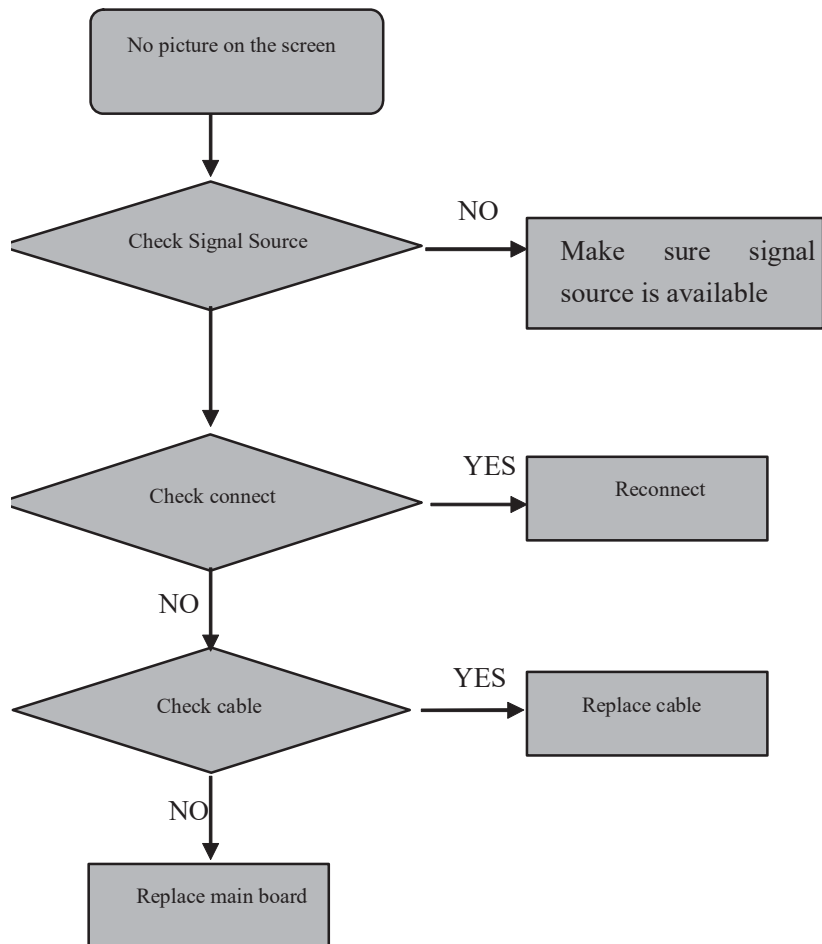 No picture on the screen
Check Signal Source
NO
Make sure signal
source is available
Check connect
YES
Reconnect
NO
Check cable
YES
Replace cable
NO
Replace main board